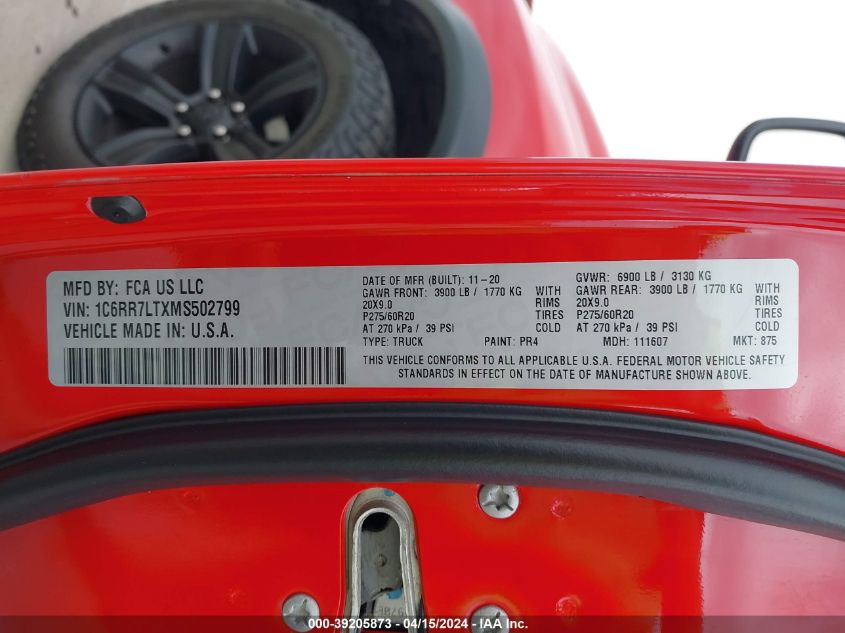 MFD BY: FCA US LLC
VIN: 1C6RR7LTXMS502799
VEHICLE MADE IN U.S.A.
DATE OF MFR (BUILT): 11-20
GVWR: 6900 LB / 3130 KG
GAWR FRONT: 3900 LB / 1770 KG WITH
GAWR REAR: 3900 LB / 1770 KG WITH
20X9.0 RIMS
20X9.0 RIMS
P275/60R20 TIRES
P275/60R20 TIRES
AT 270 kPa / 39 PSI COLD
AT 270 kPa / 39 PSI COLD
TYPE: TRUCK PAINT: PR4 MDH: 111607 MKT: 875
THIS VEHICLE CONFORMS TO ALL APPLICABLE U.S.A. FEDERAL MOTOR VEHICLE SAFETY
STANDARDS IN EFFECT ON THE DATE OF MANUFACTURE SHOWN ABOVE.
000-39205873 - 04/15/2024 - IAA Inc.